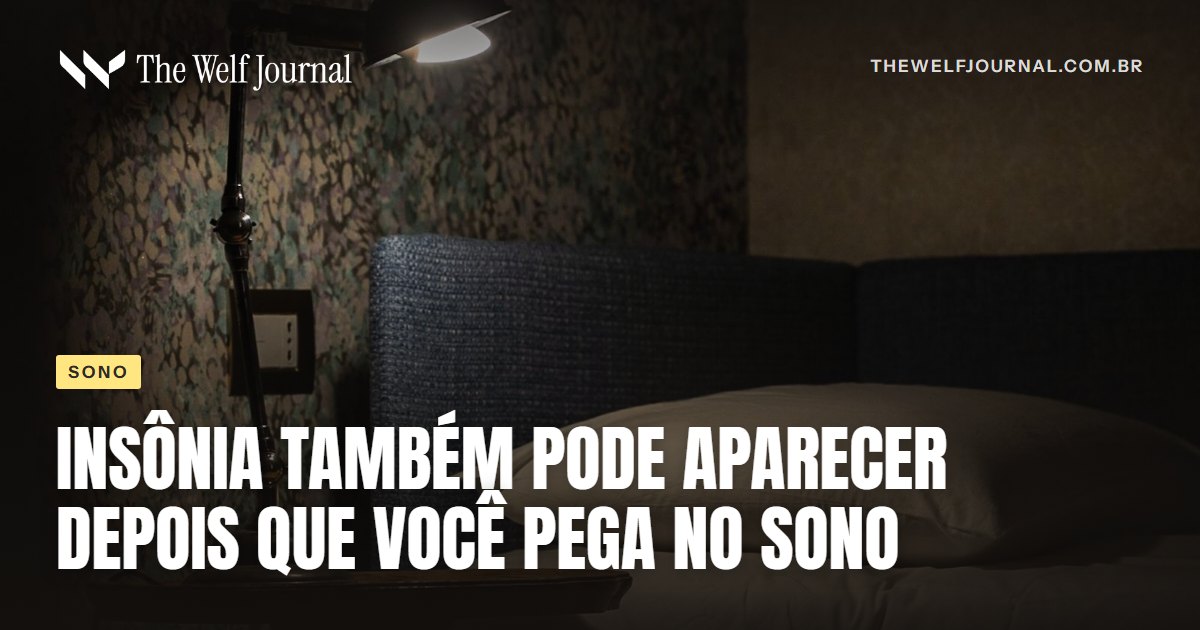 The Welf Journal
THEWELFJOURNAL.COM.BR
SONO
INSÔNIA TAMBÉM PODE APARECER
DEPOIS QUE VOCÊ PEGA NO SONO